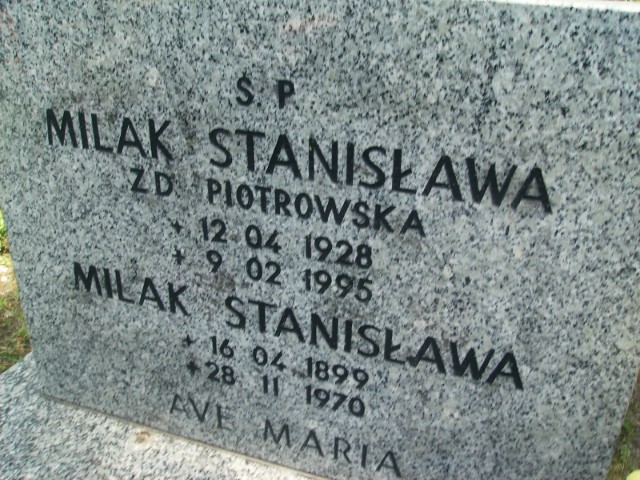 Ś. P.
MILAK STANISŁAWA
ZD PIOTROWSKA
* 12 04 1928
+ 9 02 1995
MILAK STANISŁAWA
* 16 04 1899
+ 28 11 1970
AVE MARIA